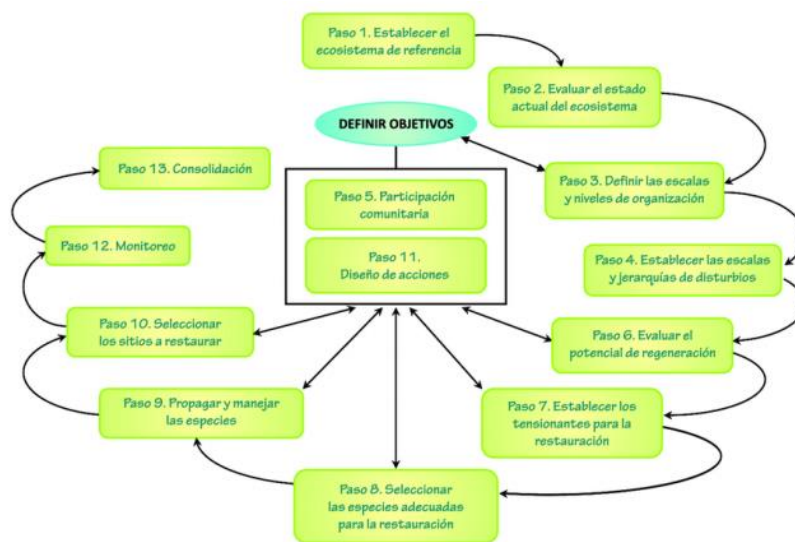 Paso 1. Establecer el
ecosistema de referencia
Paso 2. Evaluar el estado
actual del ecosistema
DEFINIR OBJETIVOS
Paso 13. Consolidación
Paso 3. Definir las escalas
y niveles de organización
Paso 5. Participación
comunitaria
Paso 12. Monitoreo
Paso 11.
Diseño de acciones
Paso 4. Establecer las escalas
y jerarquías de disturbios
Paso 10. Seleccionar
los sitios a restaurar
Paso 6. Evaluar el
potencial de regeneración
Paso 9. Propagar y manejar
las especies
Paso 7. Establecer los
tensionantes para la
restauración
Paso 8. Seleccionar
las especies adecuadas
para la restauración